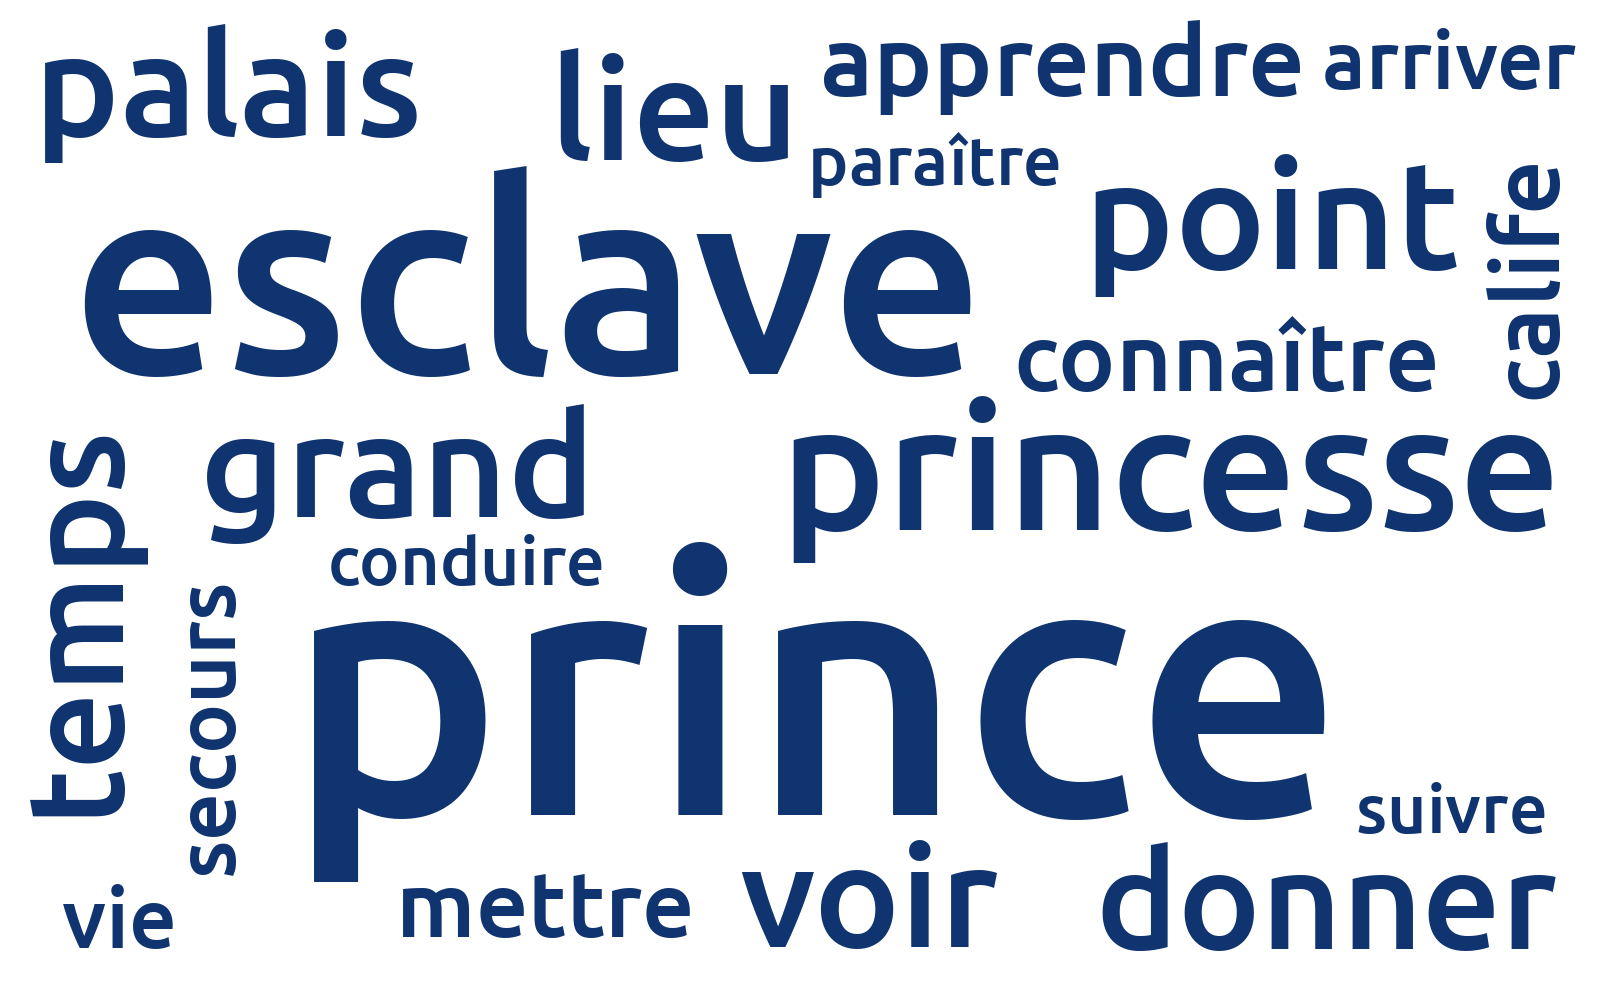 palais
lieu
apprendre
arriver
paraître
esclave
point
calife
connaître
grand
princesse
temps
conduire
secours
prince
suivre
vie
mettre
voir
donner